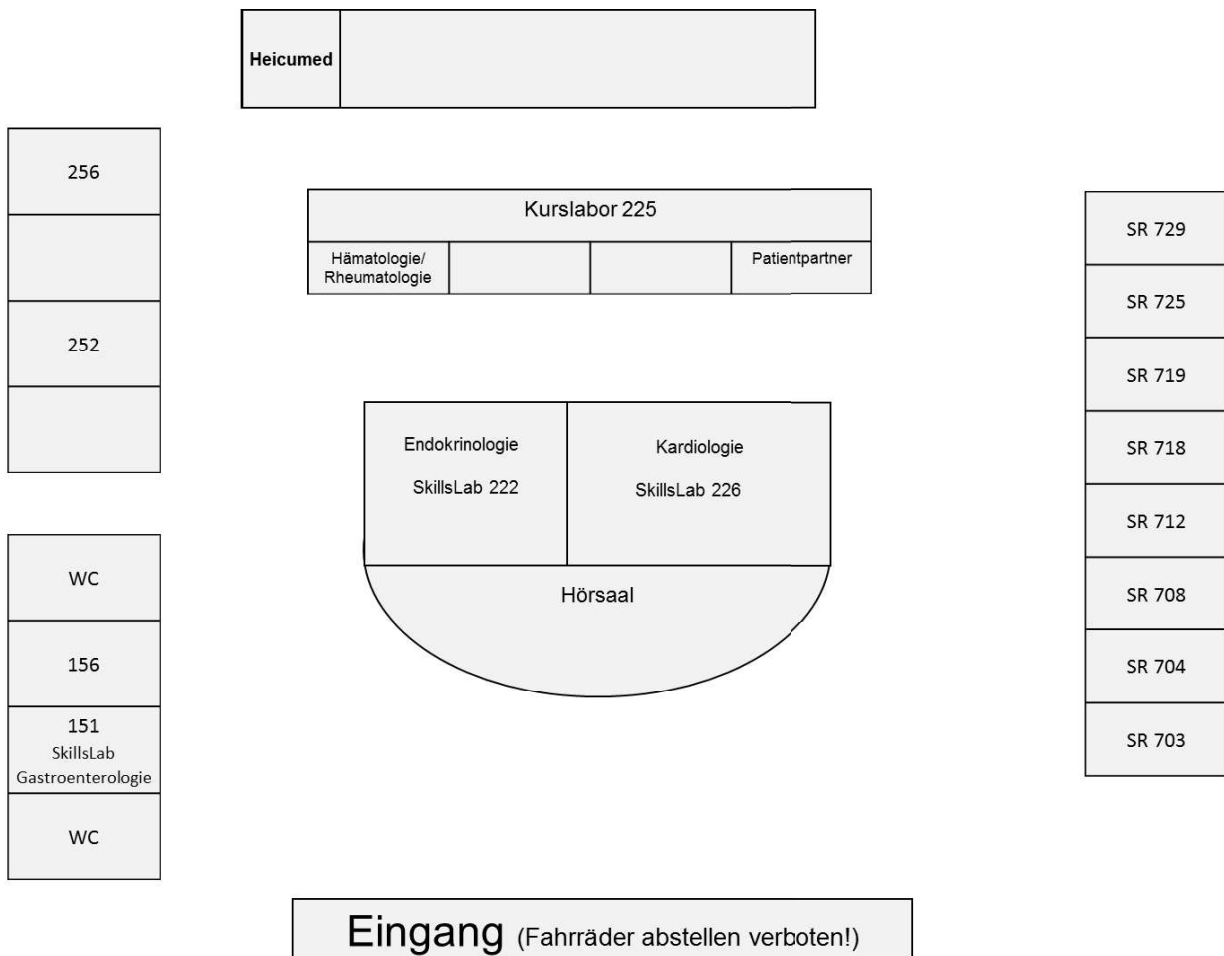 Heicumed
256
252
WC
156
151
SkillsLab
Gastroenterologie
WC
Kurslabor 225
Hämatologie/
Rheumatologie
Patientpartner
Endokrinologie
SkillsLab 222
Kardiologie
SkillsLab 226
Hörsaal
SR 729
SR 725
SR 719
SR 718
SR 712
SR 708
SR 704
SR 703
Eingang (Fahrräder abstellen verboten!)